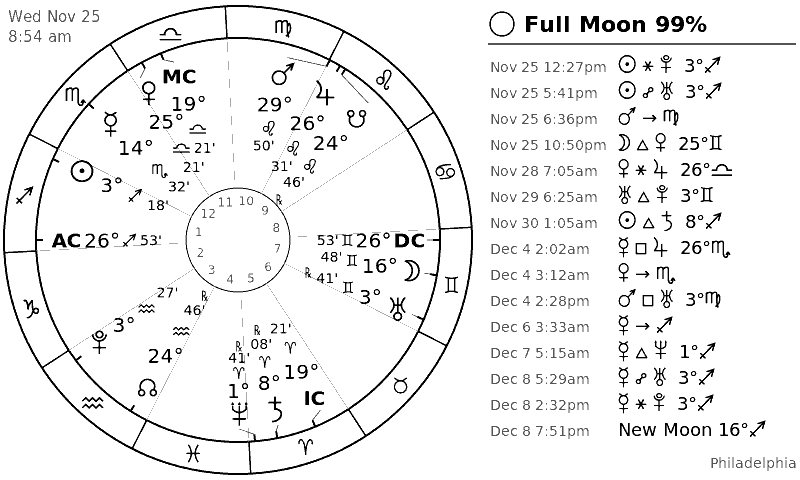 Wed Nov 25
8:54 am
Full Moon 99%
Nov 25 12:27pm ☉ ⚹ ⯓ 3°♐
Nov 25 5:41pm ☉ ☍ ♅ 3°♐
Nov 25 6:36pm ♂ → ♍
Nov 25 10:50pm ☽ △ ♀ 25°♊
Nov 28 7:05am ♀ ⚹ ♃ 26°♎
Nov 29 6:25am ♅ △ ⯓ 3°♊
Nov 30 1:05am ☉ △ ♄ 8°♐
Dec 4 2:02am ☿ □ ♃ 26°♏
Dec 4 3:12am ♀ → ♏
Dec 4 2:28pm ♂ □ ♅ 3°♍
Dec 6 3:33am ☿ → ♐
Dec 7 5:15am ☿ △ ♆ 1°♐
Dec 8 5:29am ☿ ☍ ♅ 3°♐
Dec 8 2:32pm ☿ ⚹ ⯓ 3°♐
Dec 8 7:51pm New Moon 16°♐
Philadelphia
MC 19° ♎ 21'
♀ 25° ♎ 21'
☿ 14° ♏ 32'
☉ 3° ♐ 18'
AC 26° ♐ 53'
⯓ 3° ♒ 27'
☊ 24° ♒ 46' ℞
♆ 1° ♈ 41' ℞
♄ 8° ♈ 08' ℞
IC 19° ♈ 21'
♅ 3° ♊ 41' ℞
☽ 16° ♊ 48'
DC 26° ♊ 53'
☋ 24° ♌ 46' ℞
♃ 26° ♌ 31'
♂ 29° ♌ 50'
1
2
3
4
5
6
7
8
9
10
11
12
♈
♉
♊
♋
♌
♍
♎
♏
♐
♑
♒
♓